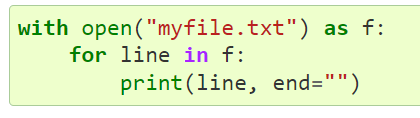 with open("myfile.txt") as f:
    for line in f:
        print(line, end="")